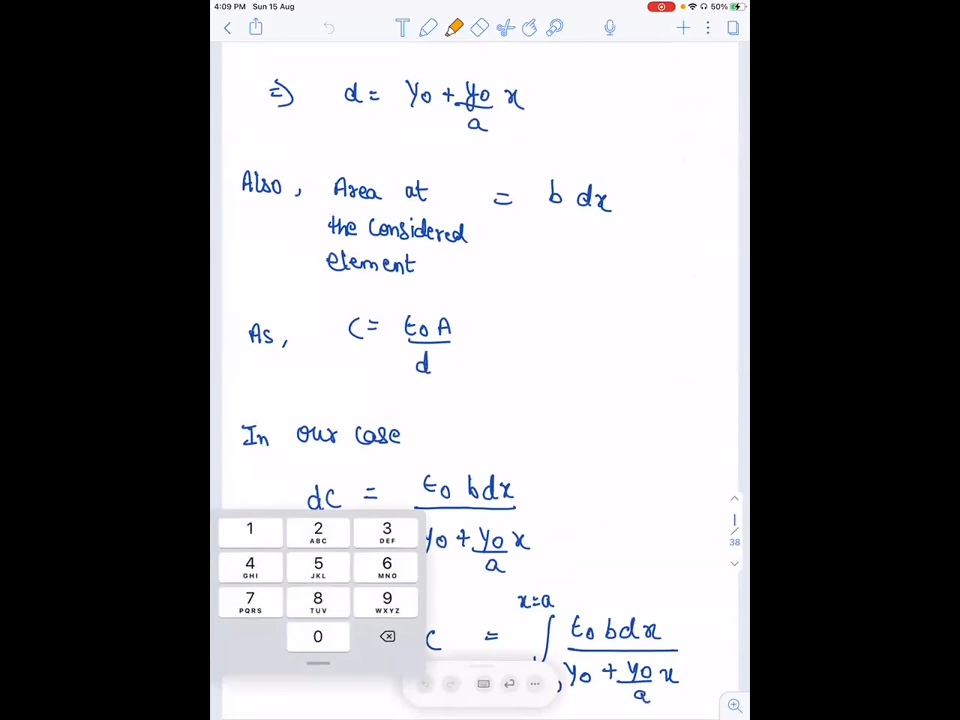 4:09 PM Sun 15 Aug 50%
T
⇒ d = y0 + y0/a x
Also, Area at the considered element = b dx
As, C = ε0 A / d
In our case
dC = ε0 b dx / (y0 + y0/a x)
x=a
C = ∫ ε0 b dx / (y0 + y0/a x)
1
/
38
1 2 ABC 3 DEF
4 GHI 5 JKL 6 MNO
7 PQRS 8 TUV 9 WXYZ
0